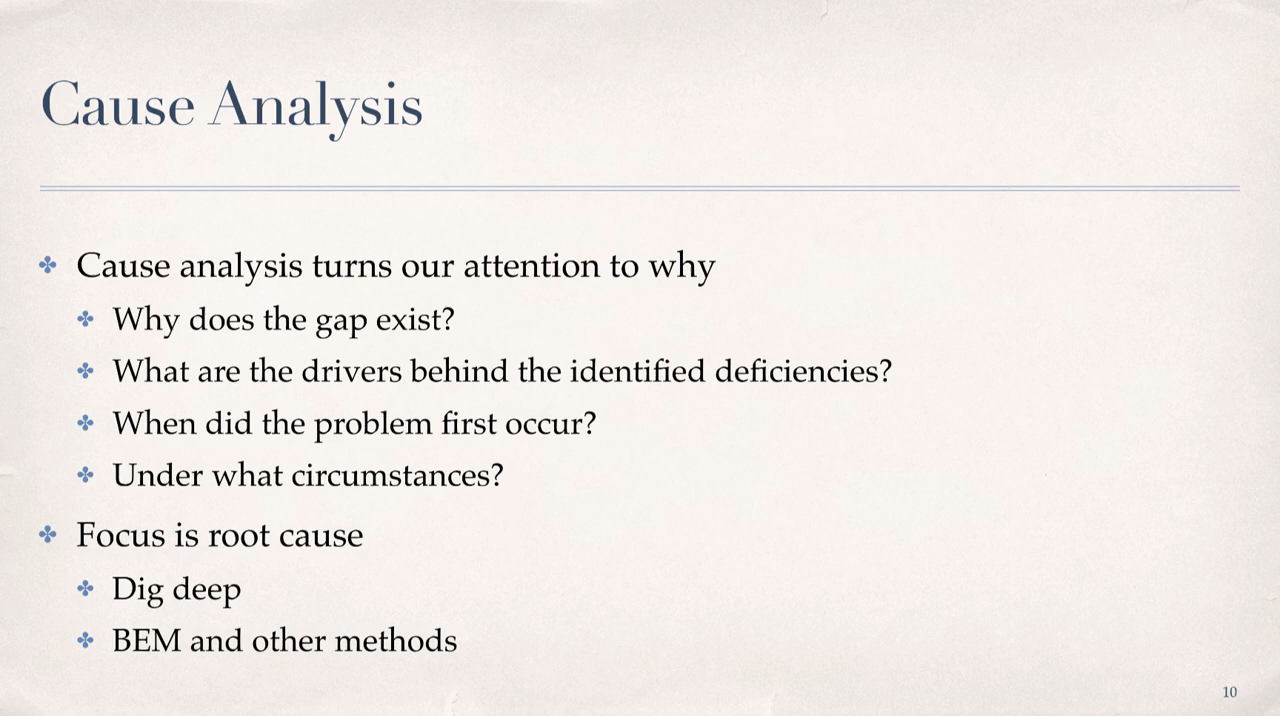 Cause Analysis
Cause analysis turns our attention to why
Why does the gap exist?
What are the drivers behind the identified deficiencies?
When did the problem first occur?
Under what circumstances?
Focus is root cause
Dig deep
BEM and other methods
10